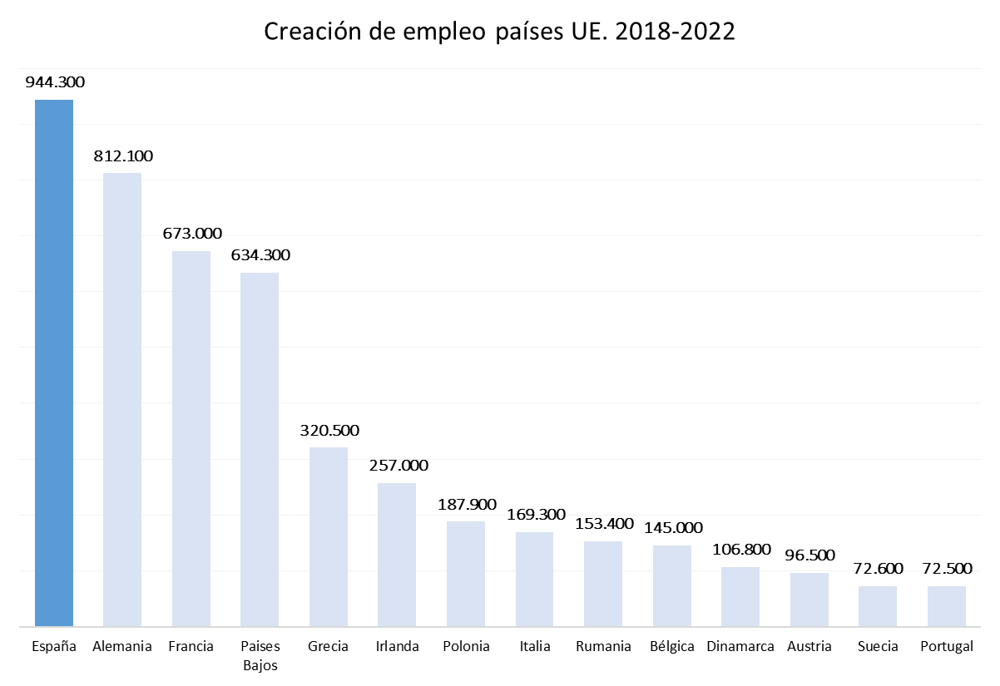 Creación de empleo países UE. 2018-2022
944.300
812.100
673.000
634.300
320.500
257.000
187.900
169.300
153.400
145.000
106.800
96.500
72.600
72.500
España
Alemania
Francia
Paises
Bajos
Grecia
Irlanda
Polonia
Italia
Rumania
Bélgica
Dinamarca
Austria
Suecia
Portugal